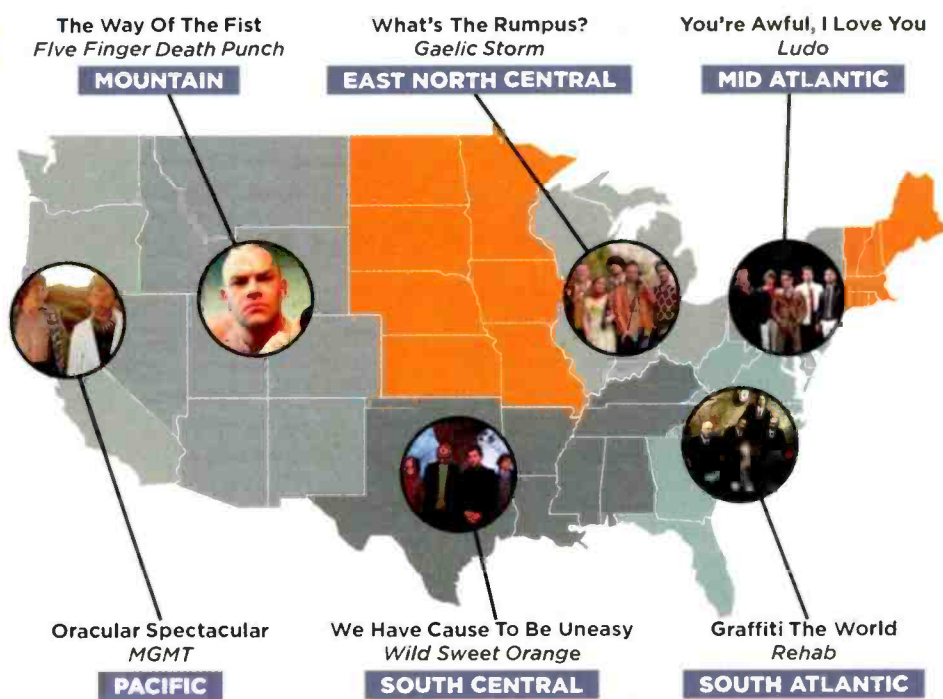 The Way Of The Fist
FIve Finger Death Punch
MOUNTAIN
What's The Rumpus?
Gaelic Storm
EAST NORTH CENTRAL
You're Awful, I Love You
Ludo
MID ATLANTIC
Oracular Spectacular
MGMT
PACIFIC
We Have Cause To Be Uneasy
Wild Sweet Orange
SOUTH CENTRAL
Graffiti The World
Rehab
SOUTH ATLANTIC